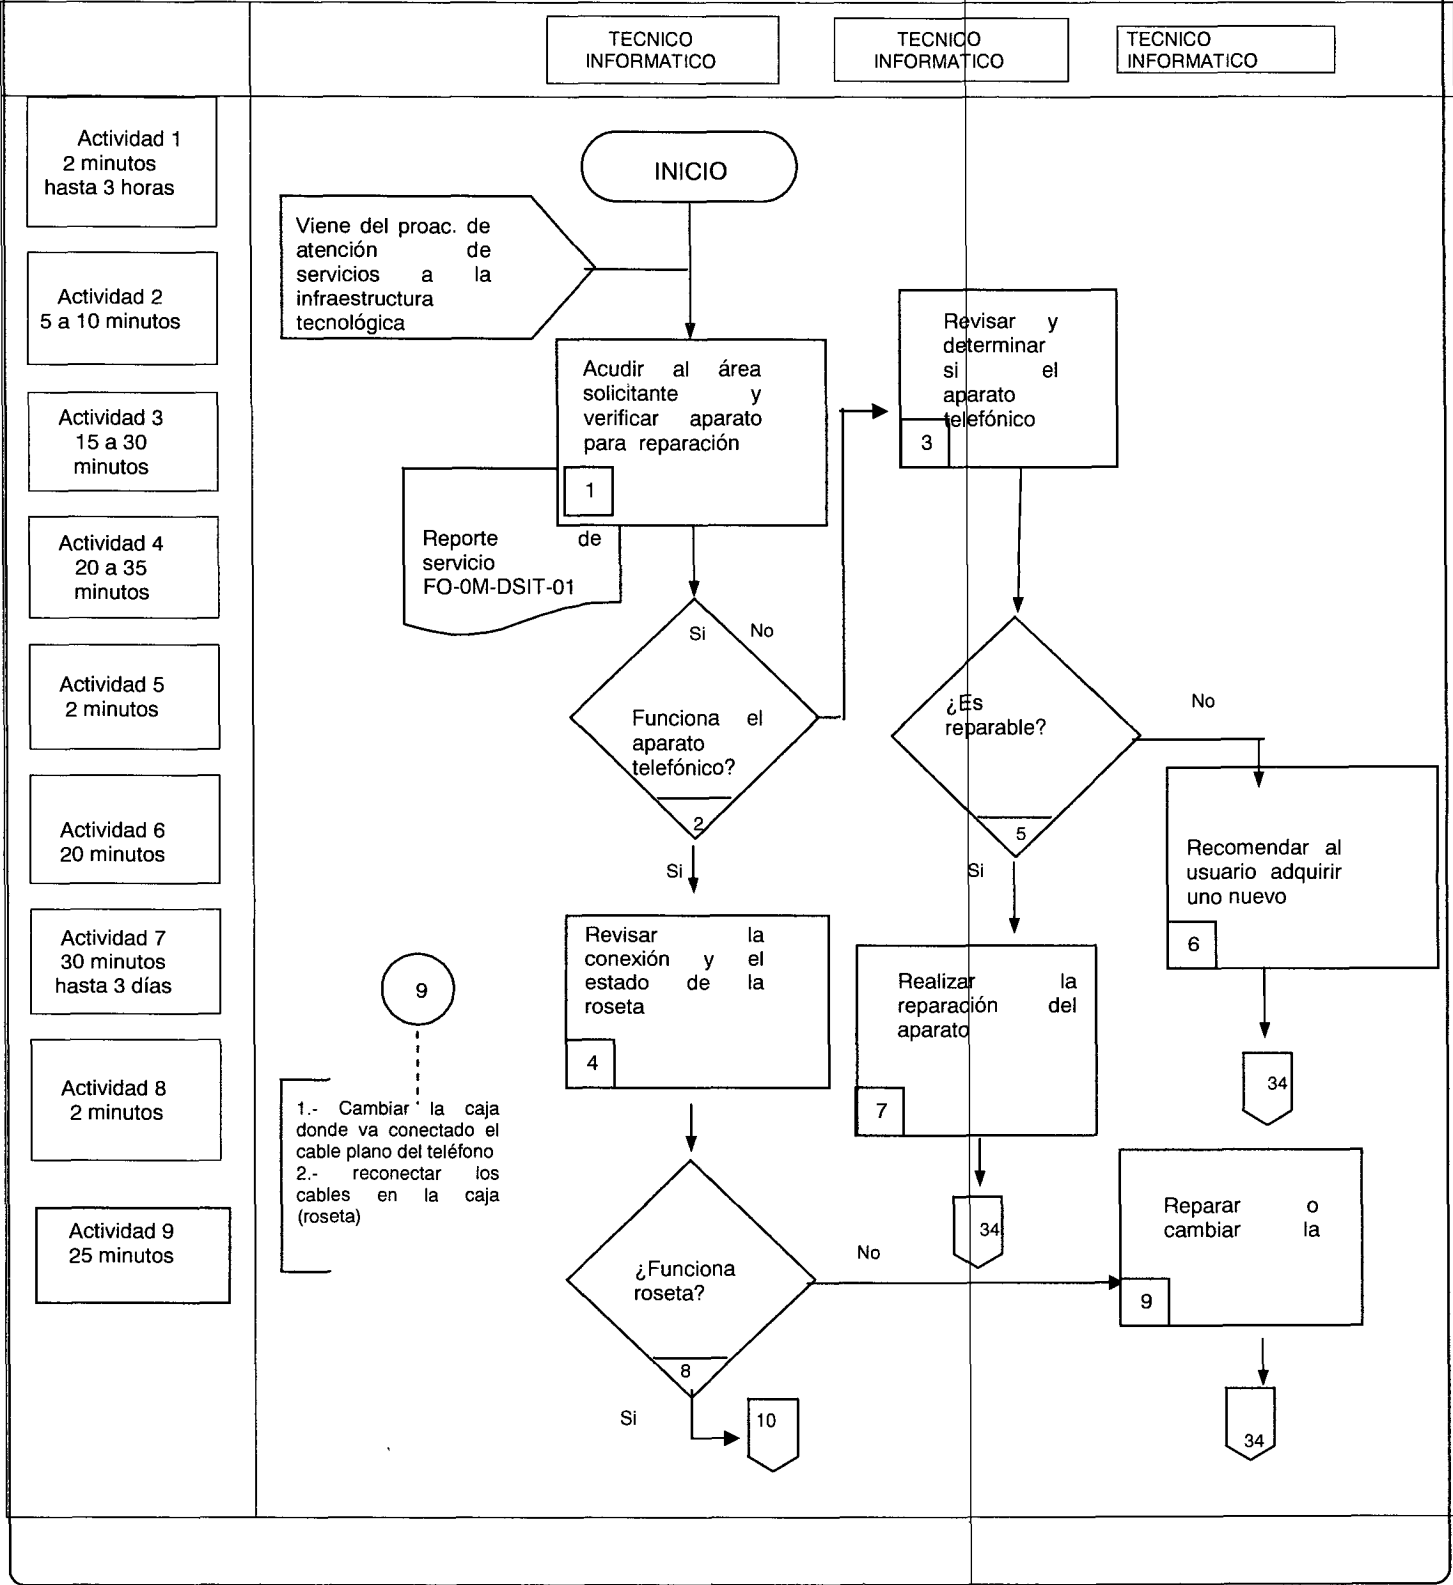 TECNICO
INFORMATICO
TECNICO
INFORMATICO
TECNICO
INFORMATICO
Actividad 1
2 minutos
hasta 3 horas
Actividad 2
5 a 10 minutos
Actividad 3
15 a 30
minutos
Actividad 4
20 a 35
minutos
Actividad 5
2 minutos
Actividad 6
20 minutos
Actividad 7
30 minutos
hasta 3 días
Actividad 8
2 minutos
Actividad 9
25 minutos
INICIO
Viene del proac. de
atención de
servicios a la
infraestructura
tecnológica
Acudir al área
solicitante y
verificar aparato
para reparación
1
Reporte de
servicio
FO-0M-DSIT-01
Si No
Funciona el
aparato
telefónico?
2
Si
Revisar y
determinar
si el
aparato
telefónico
3
¿Es
reparable?
5
No
Si
Recomendar al
usuario adquirir
uno nuevo
6
34
Revisar la
conexión y el
estado de la
roseta
4
Realizar la
reparación del
aparato
7
34
9
1.- Cambiar la caja
donde va conectado el
cable plano del teléfono
2.- reconectar los
cables en la caja
(roseta)
¿Funciona
roseta?
8
No
Si
10
Reparar o
cambiar la
9
34